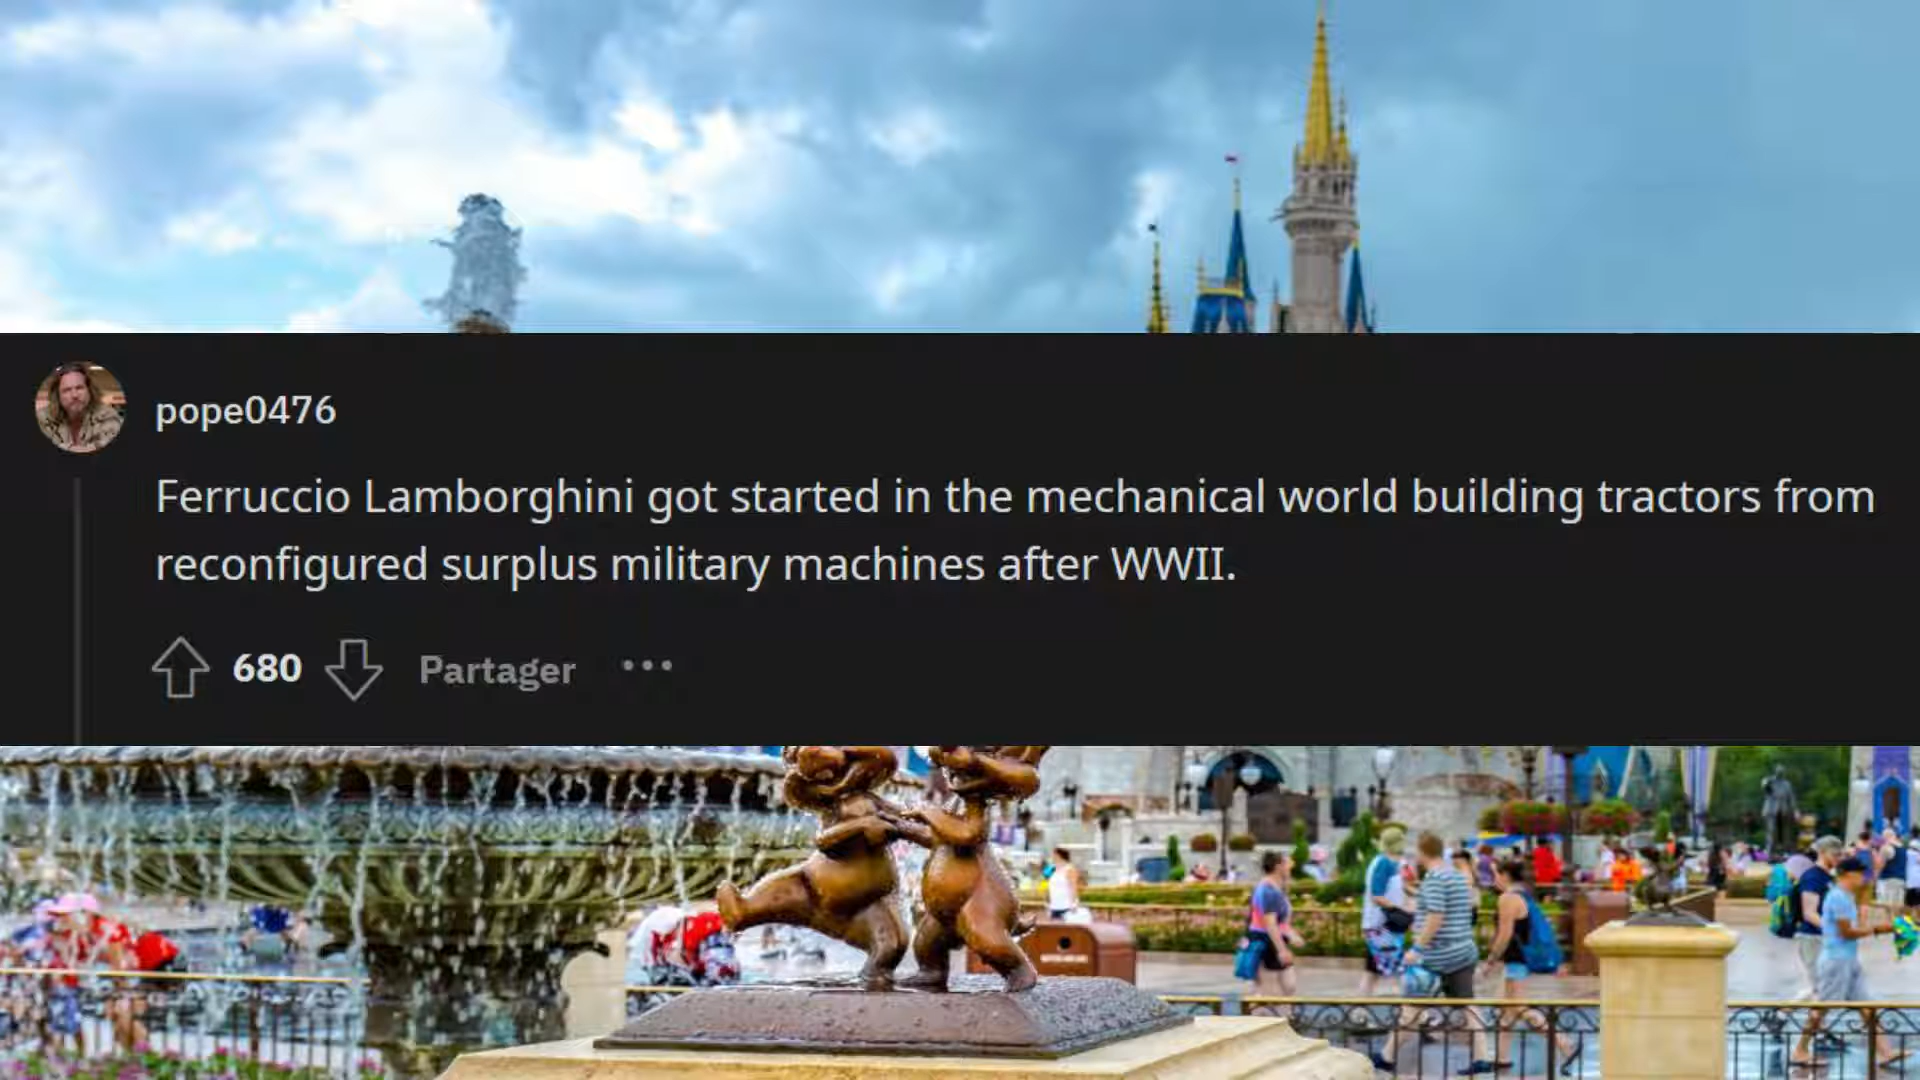 pope0476
Ferruccio Lamborghini got started in the mechanical world building tractors from
reconfigured surplus military machines after WWII.
680 Partager